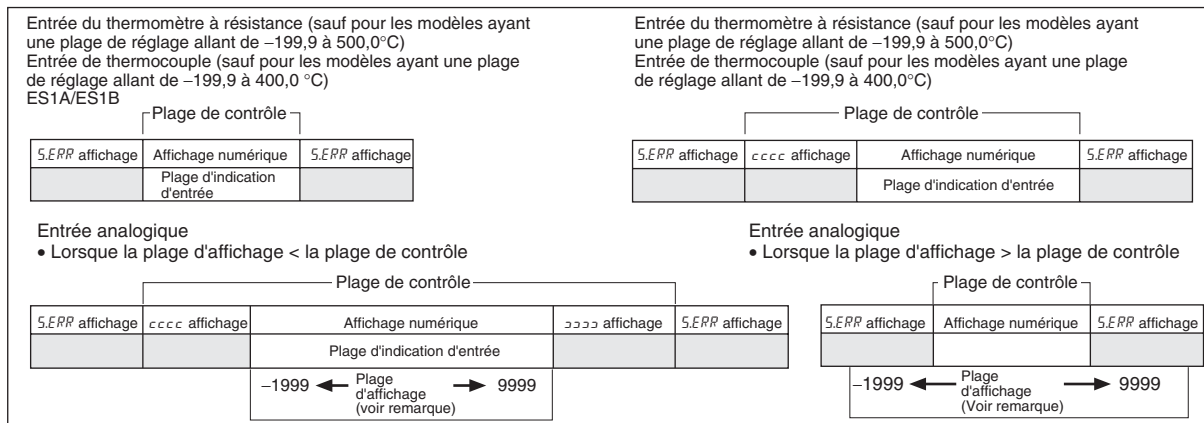 Entrée du thermomètre à résistance (sauf pour les modèles ayant
une plage de réglage allant de −199,9 à 500,0°C)
Entrée de thermocouple (sauf pour les modèles ayant une plage
de réglage allant de −199,9 à 400,0 °C)
ES1A/ES1B
Plage de contrôle
S.ERR affichage Affichage numérique S.ERR affichage
Plage d'indication
d'entrée
Entrée du thermomètre à résistance (sauf pour les modèles ayant
une plage de réglage allant de −199,9 à 500,0°C)
Entrée de thermocouple (sauf pour les modèles ayant une plage
de réglage allant de −199,9 à 400,0°C)
Plage de contrôle
S.ERR affichage cccc affichage Affichage numérique S.ERR affichage
Plage d'indication d'entrée
Entrée analogique
• Lorsque la plage d'affichage < la plage de contrôle
Plage de contrôle
S.ERR affichage cccc affichage Affichage numérique ɔɔɔɔ affichage S.ERR affichage
Plage d'indication d'entrée
−1999 Plage 9999
d'affichage
(voir remarque)
Entrée analogique
• Lorsque la plage d'affichage > la plage de contrôle
Plage de contrôle
S.ERR affichage Affichage numérique S.ERR affichage
−1999 Plage 9999
d'affichage
(Voir remarque)